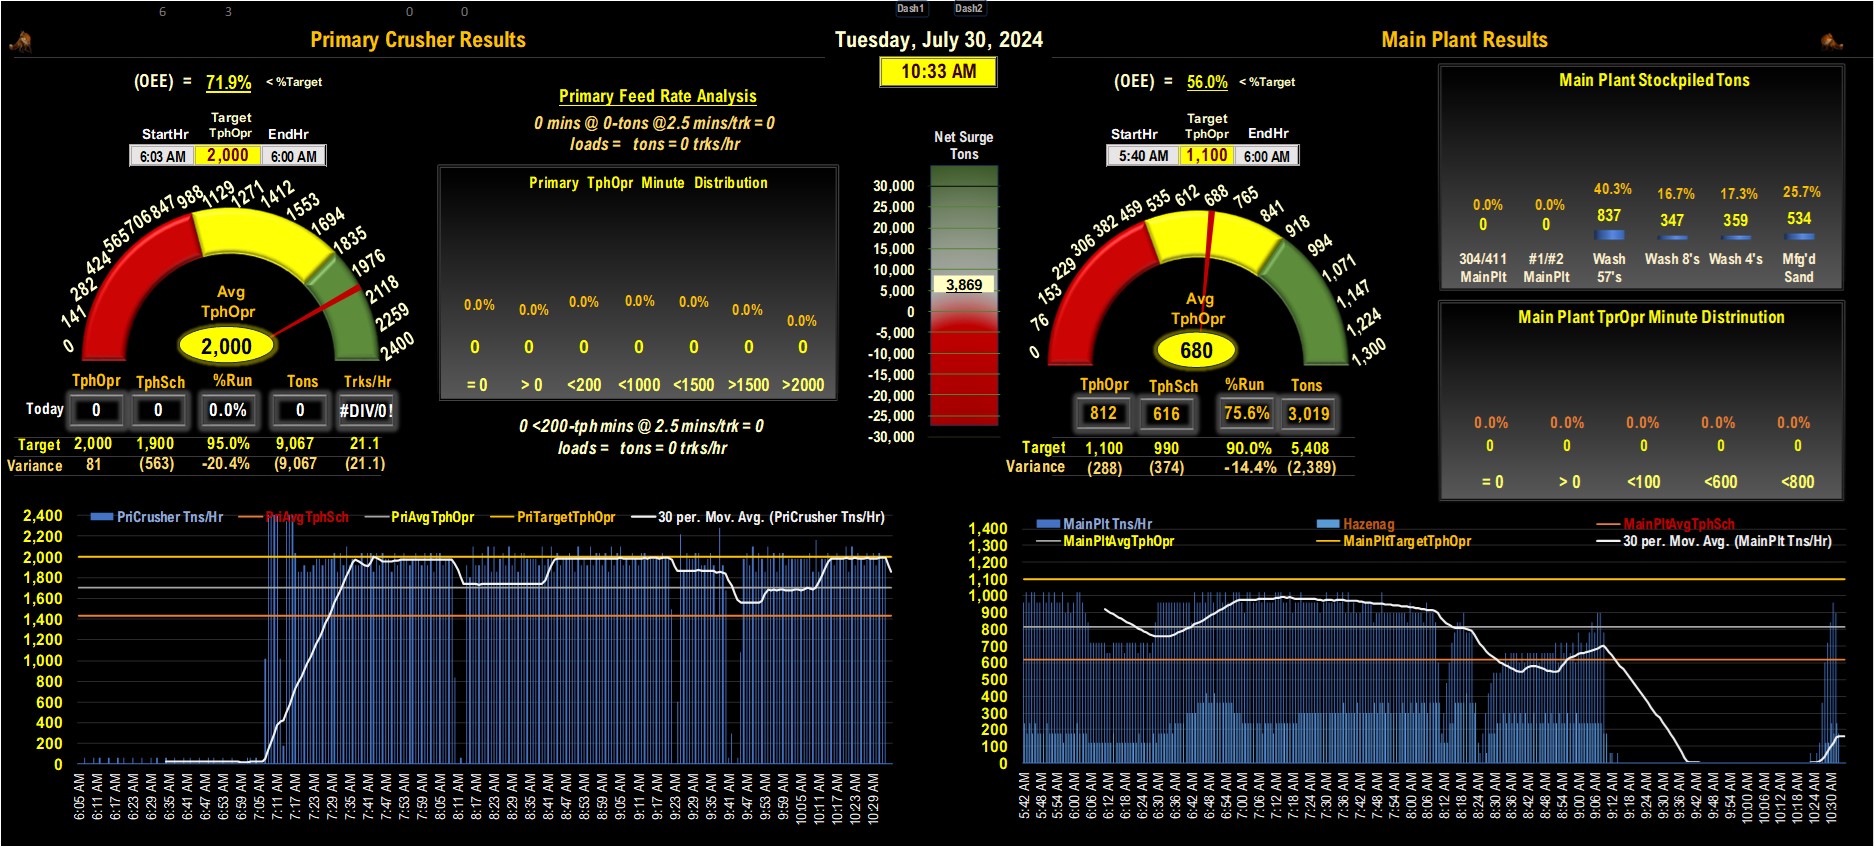 6 3 0 0 Dash1 Dash2
Primary Crusher Results
Tuesday, July 30, 2024
Main Plant Results
10:33 AM
(OEE) = 71.9% < %Target
Target
StartHr TphOpr EndHr
6:03 AM 2,000 6:00 AM
0 141 282 424 565 706 847 988 1129 1271 1412 1553 1694 1835 1976 2118 2259 2400
Avg
TphOpr
2,000
TphOpr TphSch %Run Tons Trks/Hr
Today 0 0 0.0% 0 #DIV/0!
Target 2,000 1,900 95.0% 9,067 21.1
Variance 81 (563) -20.4% (9,067 (21.1)
Primary Feed Rate Analysis
0 mins @ 0-tons @2.5 mins/trk = 0
loads = tons = 0 trks/hr
Primary TphOpr Minute Distribution
0.0% 0.0% 0.0% 0.0% 0.0% 0.0% 0.0%
0 0 0 0 0 0 0
= 0 > 0 <200 <1000 <1500 >1500 >2000
0 <200-tph mins @ 2.5 mins/trk = 0
loads = tons = 0 trks/hr
Net Surge
Tons
30,000
25,000
20,000
15,000
10,000
5,000
0
-5,000
-10,000
-15,000
-20,000
-25,000
-30,000
3,869
(OEE) = 56.0% < %Target
Target
StartHr TphOpr EndHr
5:40 AM 1,100 6:00 AM
0 76 153 229 306 382 459 535 612 688 765 841 918 994 1,071 1,147 1,224 1,300
Avg
TphOpr
680
TphOpr TphSch %Run Tons
812 616 75.6% 3,019
Target 1,100 990 90.0% 5,408
Variance (288) (374) -14.4% (2,389)
Main Plant Stockpiled Tons
0.0% 0.0% 40.3% 16.7% 17.3% 25.7%
0 0 837 347 359 534
304/411 #1/#2 Wash Wash 8's Wash 4's Mfg'd
MainPlt MainPlt 57's Sand
Main Plant TprOpr Minute Distrinution
0.0% 0.0% 0.0% 0.0% 0.0%
0 0 0 0 0
= 0 > 0 <100 <600 <800
PriCrusher Tns/Hr PriAvgTphSch PriAvgTphOpr PriTargetTphOpr 30 per. Mov. Avg. (PriCrusher Tns/Hr)
2,400
2,200
2,000
1,800
1,600
1,400
1,200
1,000
800
600
400
200
0
6:05 AM 6:11 AM 6:17 AM 6:23 AM 6:29 AM 6:35 AM 6:41 AM 6:47 AM 6:53 AM 6:59 AM 7:05 AM 7:11 AM 7:17 AM 7:23 AM 7:29 AM 7:35 AM 7:41 AM 7:47 AM 7:53 AM 7:59 AM 8:05 AM 8:11 AM 8:17 AM 8:23 AM 8:29 AM 8:35 AM 8:41 AM 8:47 AM 8:53 AM 8:59 AM 9:05 AM 9:11 AM 9:17 AM 9:23 AM 9:29 AM 9:35 AM 9:41 AM 9:47 AM 9:53 AM 9:59 AM 10:05 AM 10:11 AM 10:17 AM 10:23 AM 10:29 AM
MainPlt Tns/Hr Hazenag MainPltAvgTphSch
MainPltAvgTphOpr MainPltTargetTphOpr 30 per. Mov. Avg. (MainPlt Tns/Hr)
1,400
1,300
1,200
1,100
1,000
900
800
700
600
500
400
300
200
100
0
5:42 AM 5:48 AM 5:54 AM 6:00 AM 6:06 AM 6:12 AM 6:18 AM 6:24 AM 6:30 AM 6:36 AM 6:42 AM 6:48 AM 6:54 AM 7:00 AM 7:06 AM 7:12 AM 7:18 AM 7:24 AM 7:30 AM 7:36 AM 7:42 AM 7:48 AM 7:54 AM 8:00 AM 8:06 AM 8:12 AM 8:18 AM 8:24 AM 8:30 AM 8:36 AM 8:42 AM 8:48 AM 8:54 AM 9:00 AM 9:06 AM 9:12 AM 9:18 AM 9:24 AM 9:30 AM 9:36 AM 9:42 AM 9:48 AM 9:54 AM 10:00 AM 10:06 AM 10:12 AM 10:18 AM 10:24 AM 10:30 AM